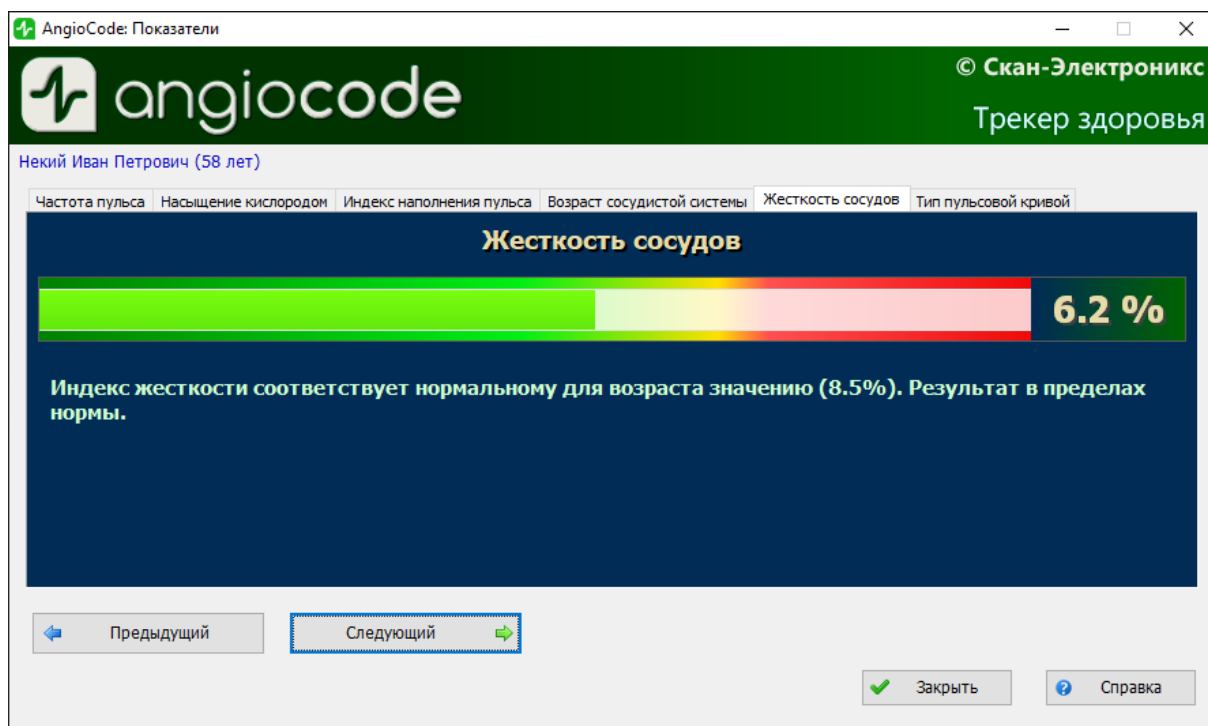 AngioCode: Показатели
angiocode
© Скан-Электроникс
Трекер здоровья
Некий Иван Петрович (58 лет)
Частота пульса Насыщение кислородом Индекс наполнения пульса Возраст сосудистой системы Жесткость сосудов Тип пульсовой кривой
Жесткость сосудов
6.2 %
Индекс жесткости соответствует нормальному для возраста значению (8.5%). Результат в пределах
нормы.
Предыдущий Следующий
Закрыть Справка